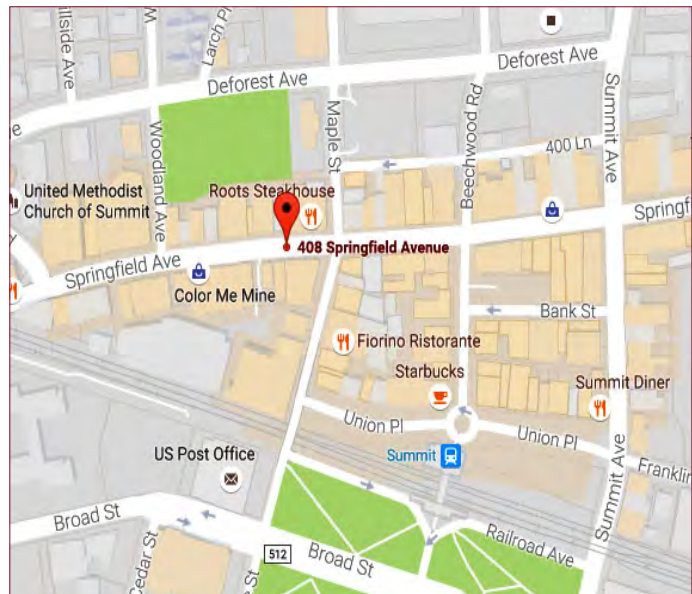 Hillside Ave
Larch Pl
Deforest Ave
Deforest Ave
Woodland Ave
Maple St
Beechwood Rd
Summit Ave
400 Ln
United Methodist
Church of Summit
Roots Steakhouse
Springfield Ave
408 Springfield Avenue
Springf
Color Me Mine
Bank St
Fiorino Ristorante
Starbucks
Summit Diner
Union Pl
Union Pl
US Post Office
Summit
Franklin
Summit Ave
Broad St
Railroad Ave
512
Broad St
Cedar St